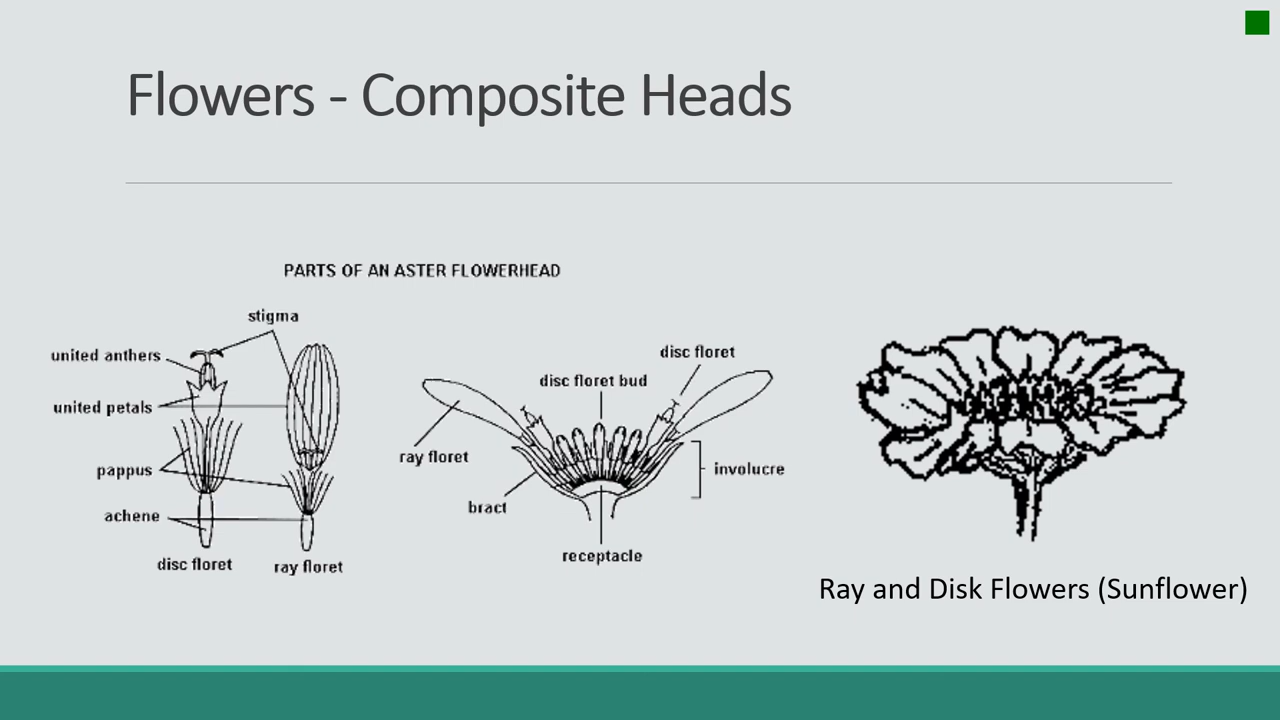 Flowers - Composite Heads
PARTS OF AN ASTER FLOWERHEAD
stigma
united anthers
united petals
pappus
achene
disc floret
ray floret
disc floret
disc floret bud
ray floret
involucre
bract
receptacle
Ray and Disk Flowers (Sunflower)